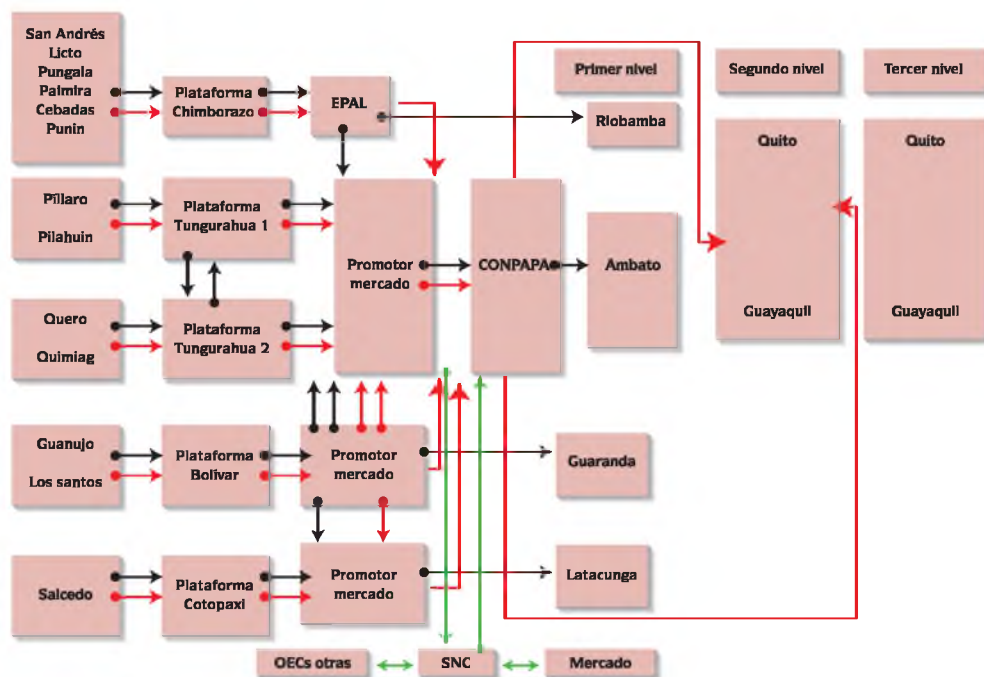 San Andrés
Licto
Pungala
Palmira
Cebadas
Punin
Plataforma
Chimborazo
EPAL
Primer nivel
Segundo nivel
Tercer nivel
Riobamba
Quito
Guayaquil
Quito
Guayaquil
Píllaro
Pilahuin
Plataforma
Tungurahua 1
Promotor
mercado
CONPAPA
Ambato
Quero
Quimiag
Plataforma
Tungurahua 2
Guanujo
Los santos
Plataforma
Bolívar
Promotor
mercado
Guaranda
Salcedo
Plataforma
Cotopaxi
Promotor
mercado
Latacunga
OECs otras
SNC
Mercado